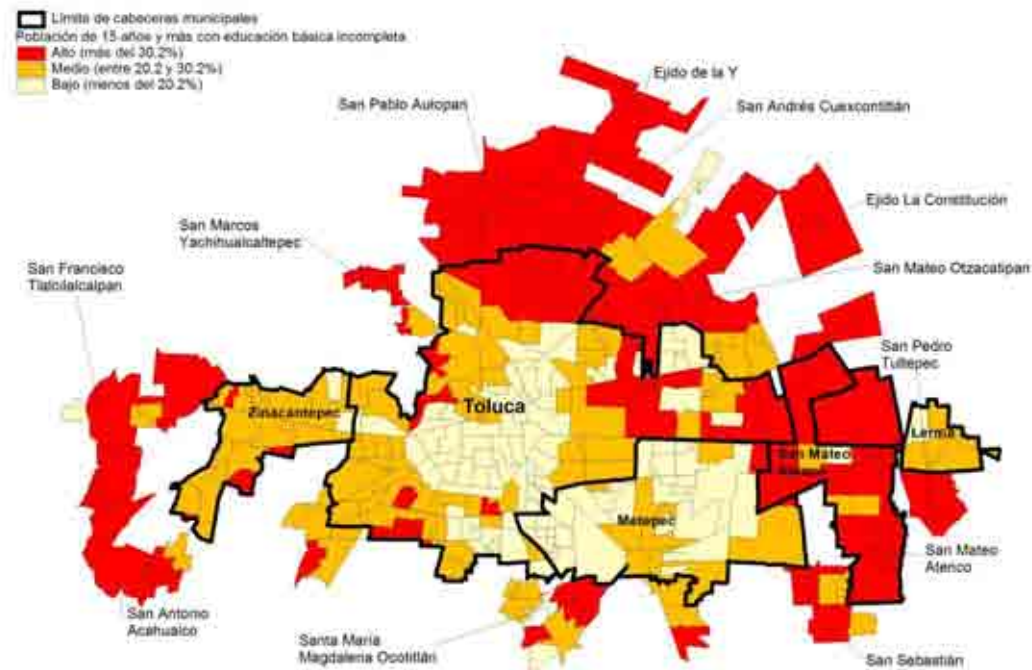 Límite de cabeceras municipales
Población de 15 años y más con educación básica incompleta
Alto (más del 30.2%)
Medio (entre 20.2 y 30.2%)
Bajo (menos del 20.2%)
Ejido de la Y
San Pablo Autopan
San Andrés Cuexcontitlán
Ejido La Constitución
San Marcos
Yachihualcaltepec
San Mateo Otzacatipan
San Francisco
Tlalcilalcalpan
San Pedro
Tultepec
Zinacantepec
Toluca
Lerma
San Mateo
Metepec
San Mateo
Atenco
San Antonio
Acahualco
Santa María
Magdalena Ocotitlán
San Sebastián